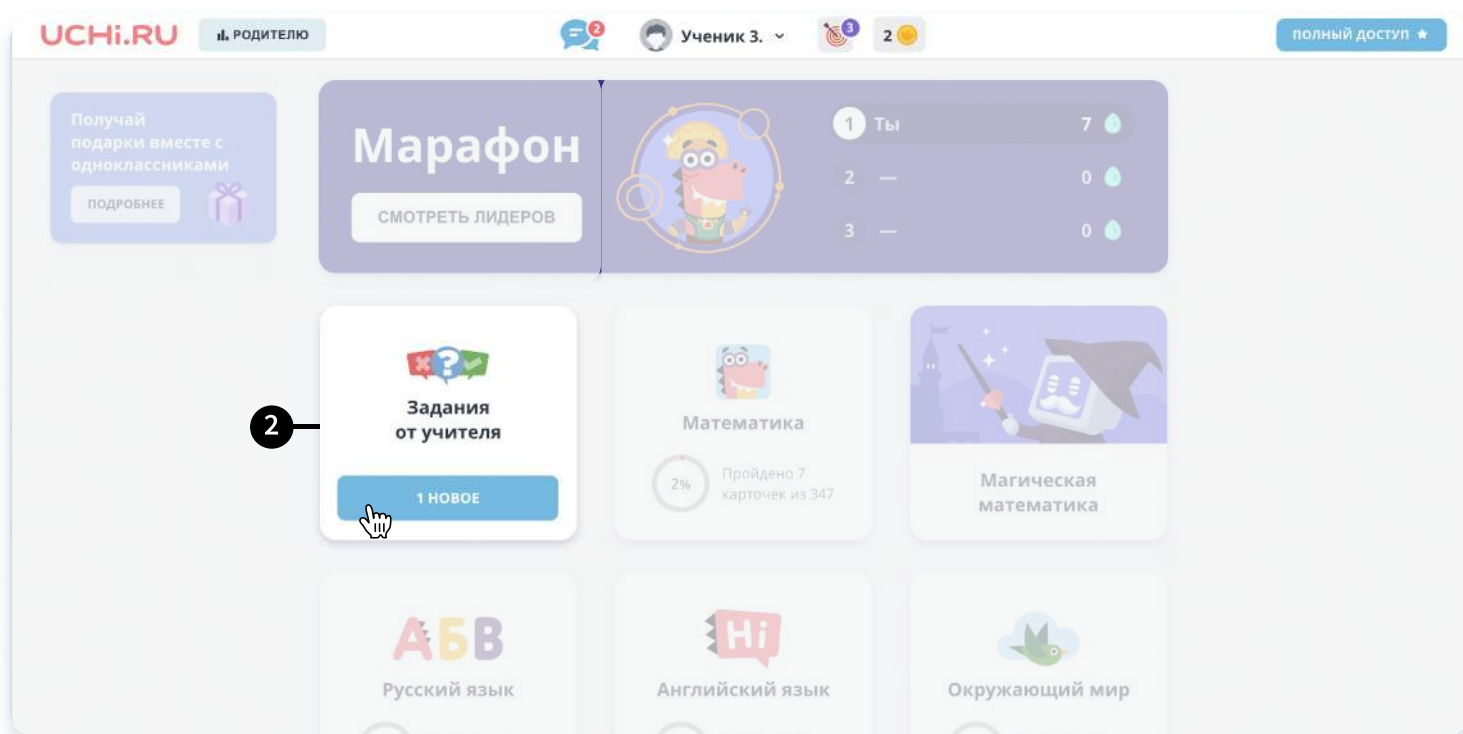 UCHi.RU
РОДИТЕЛЮ
2
Ученик З.
3
2
ПОЛНЫЙ ДОСТУП
Получай
подарки вместе с
одноклассниками
ПОДРОБНЕЕ
Марафон
СМОТРЕТЬ ЛИДЕРОВ
1 Ты 7
2 — 0
3 — 0
2
Задания
от учителя
1 НОВОЕ
Математика
2%
Пройдено 7
карточек из 347
Магическая
математика
АБВ
Русский язык
Hi
Английский язык
Окружающий мир